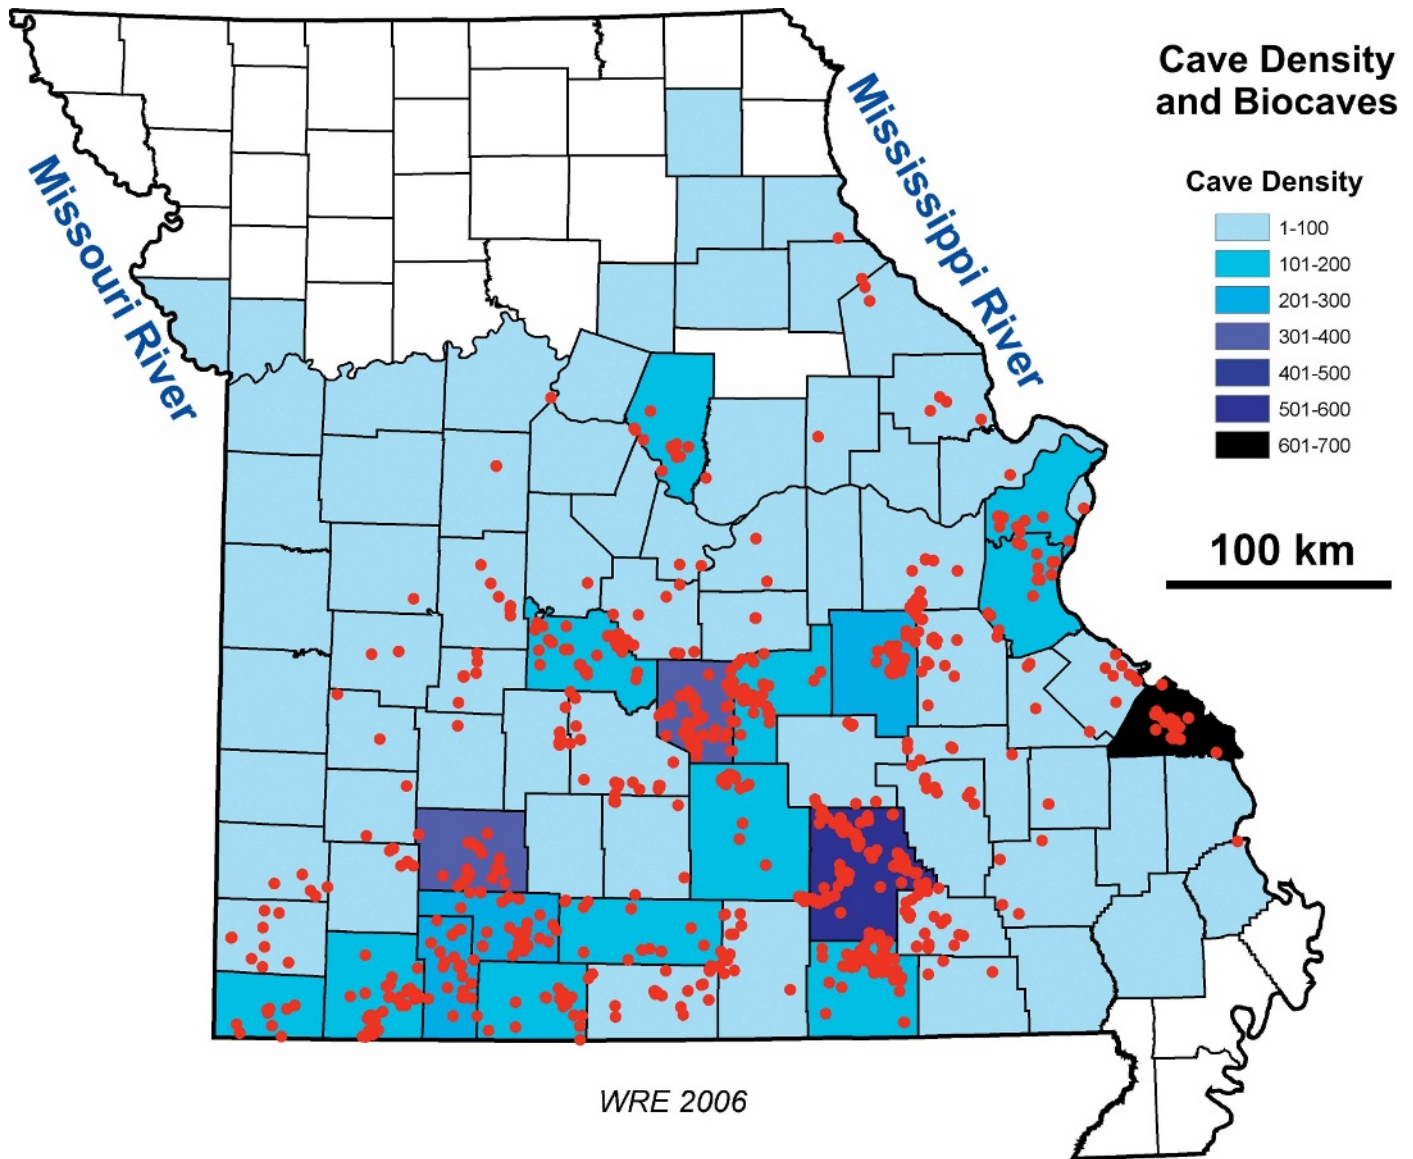 Cave Density
and Biocaves
Mississippi River
Missouri River
Cave Density
1-100
101-200
201-300
301-400
401-500
501-600
601-700
100 km
WRE 2006